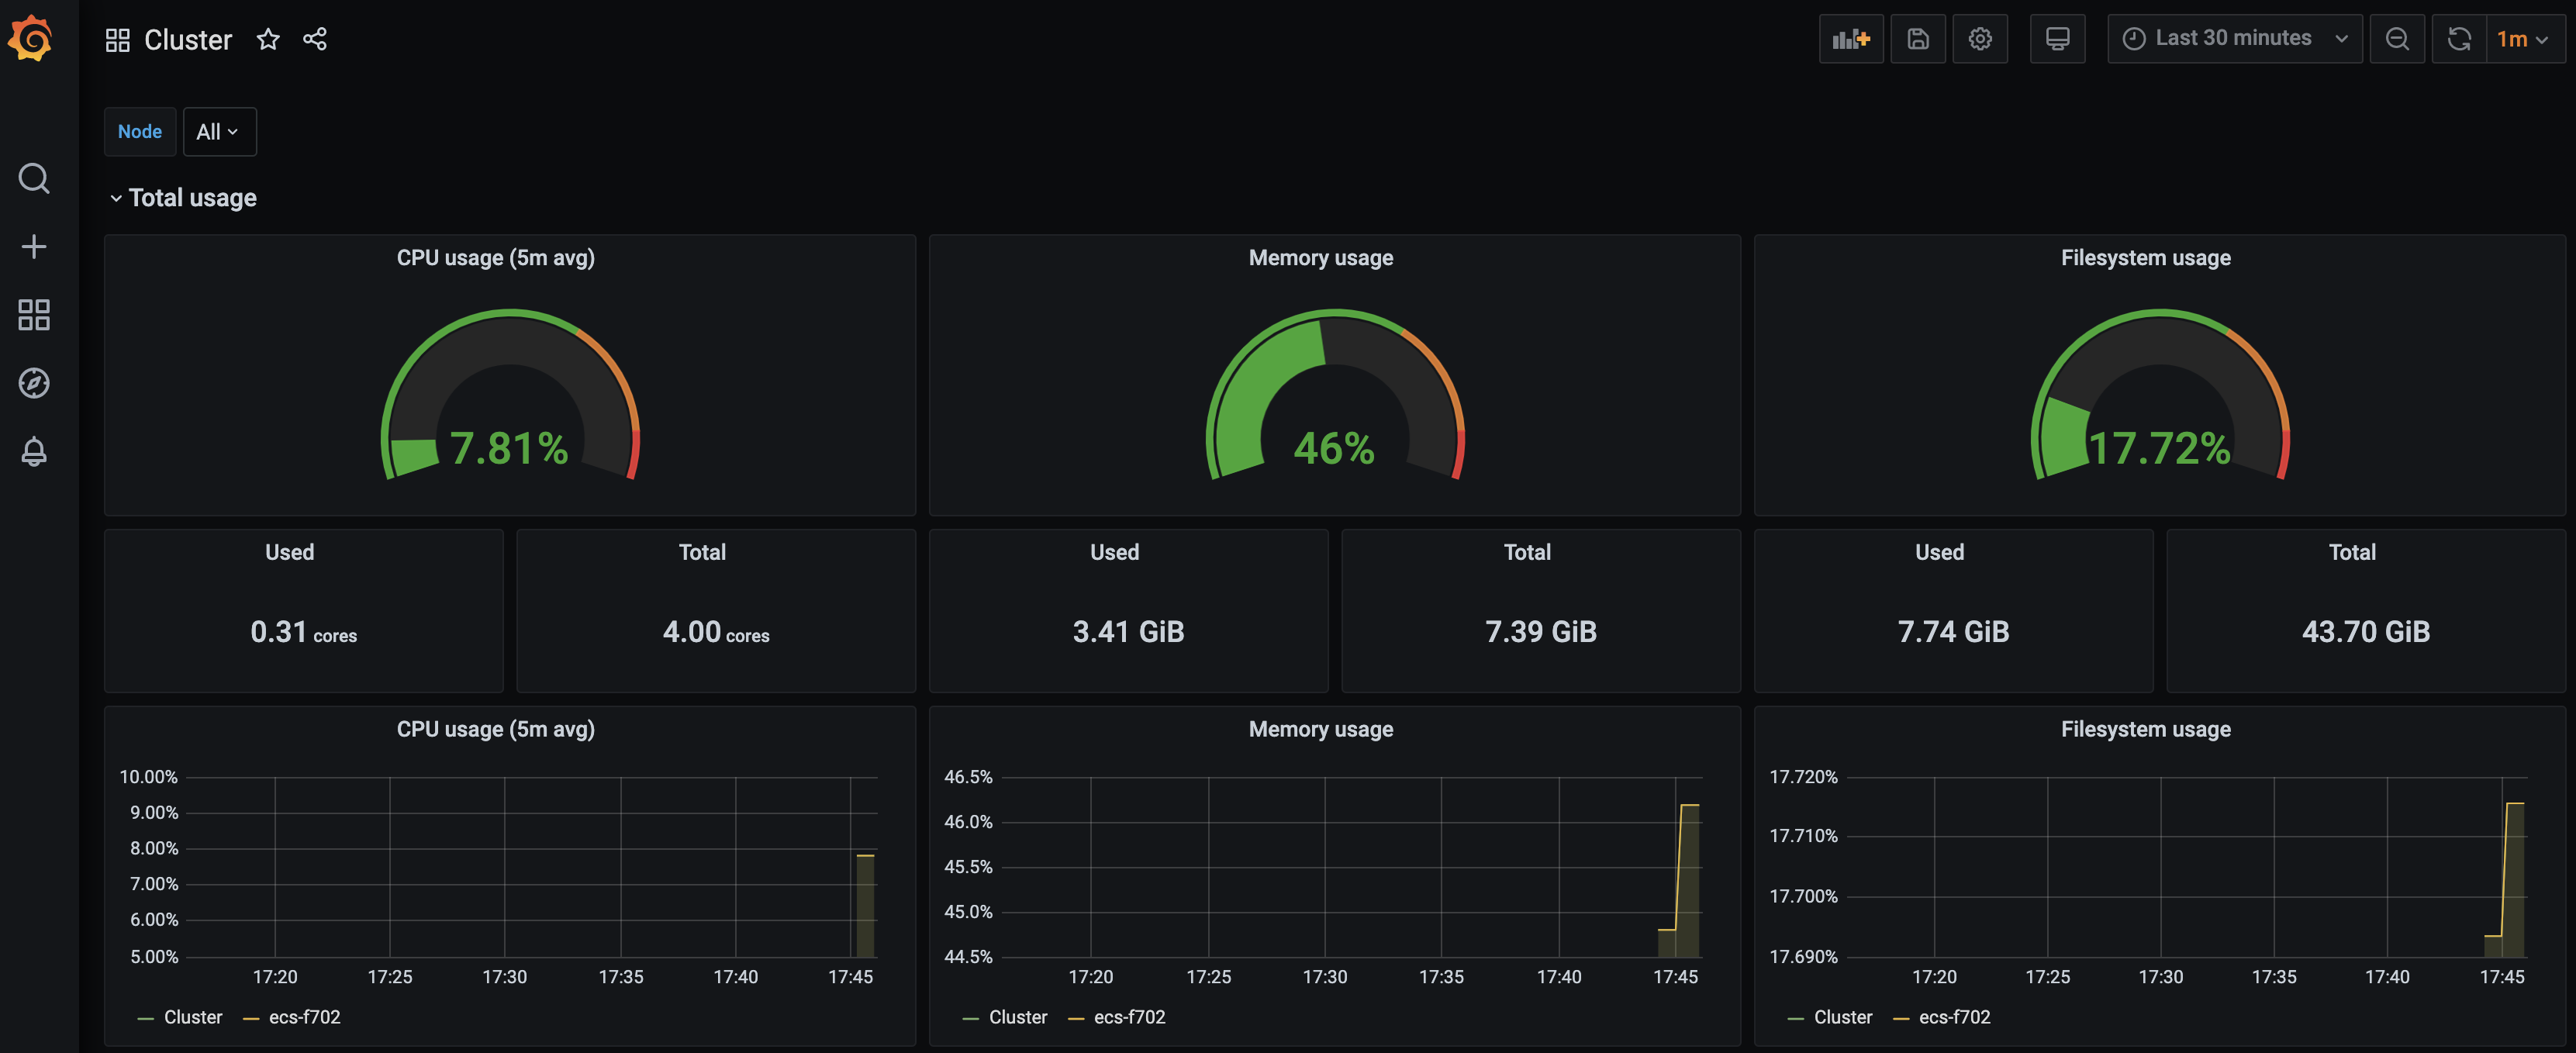 Cluster
Last 30 minutes
1m
Node
All
Total usage
CPU usage (5m avg)
7.81%
Memory usage
46%
Filesystem usage
17.72%
Used
0.31 cores
Total
4.00 cores
Used
3.41 GiB
Total
7.39 GiB
Used
7.74 GiB
Total
43.70 GiB
CPU usage (5m avg)
10.00%
9.00%
8.00%
7.00%
6.00%
5.00%
17:20 17:25 17:30 17:35 17:40 17:45
Cluster ecs-f702
Memory usage
46.5%
46.0%
45.5%
45.0%
44.5%
17:20 17:25 17:30 17:35 17:40 17:45
Cluster ecs-f702
Filesystem usage
17.720%
17.710%
17.700%
17.690%
17:20 17:25 17:30 17:35 17:40 17:45
Cluster ecs-f702